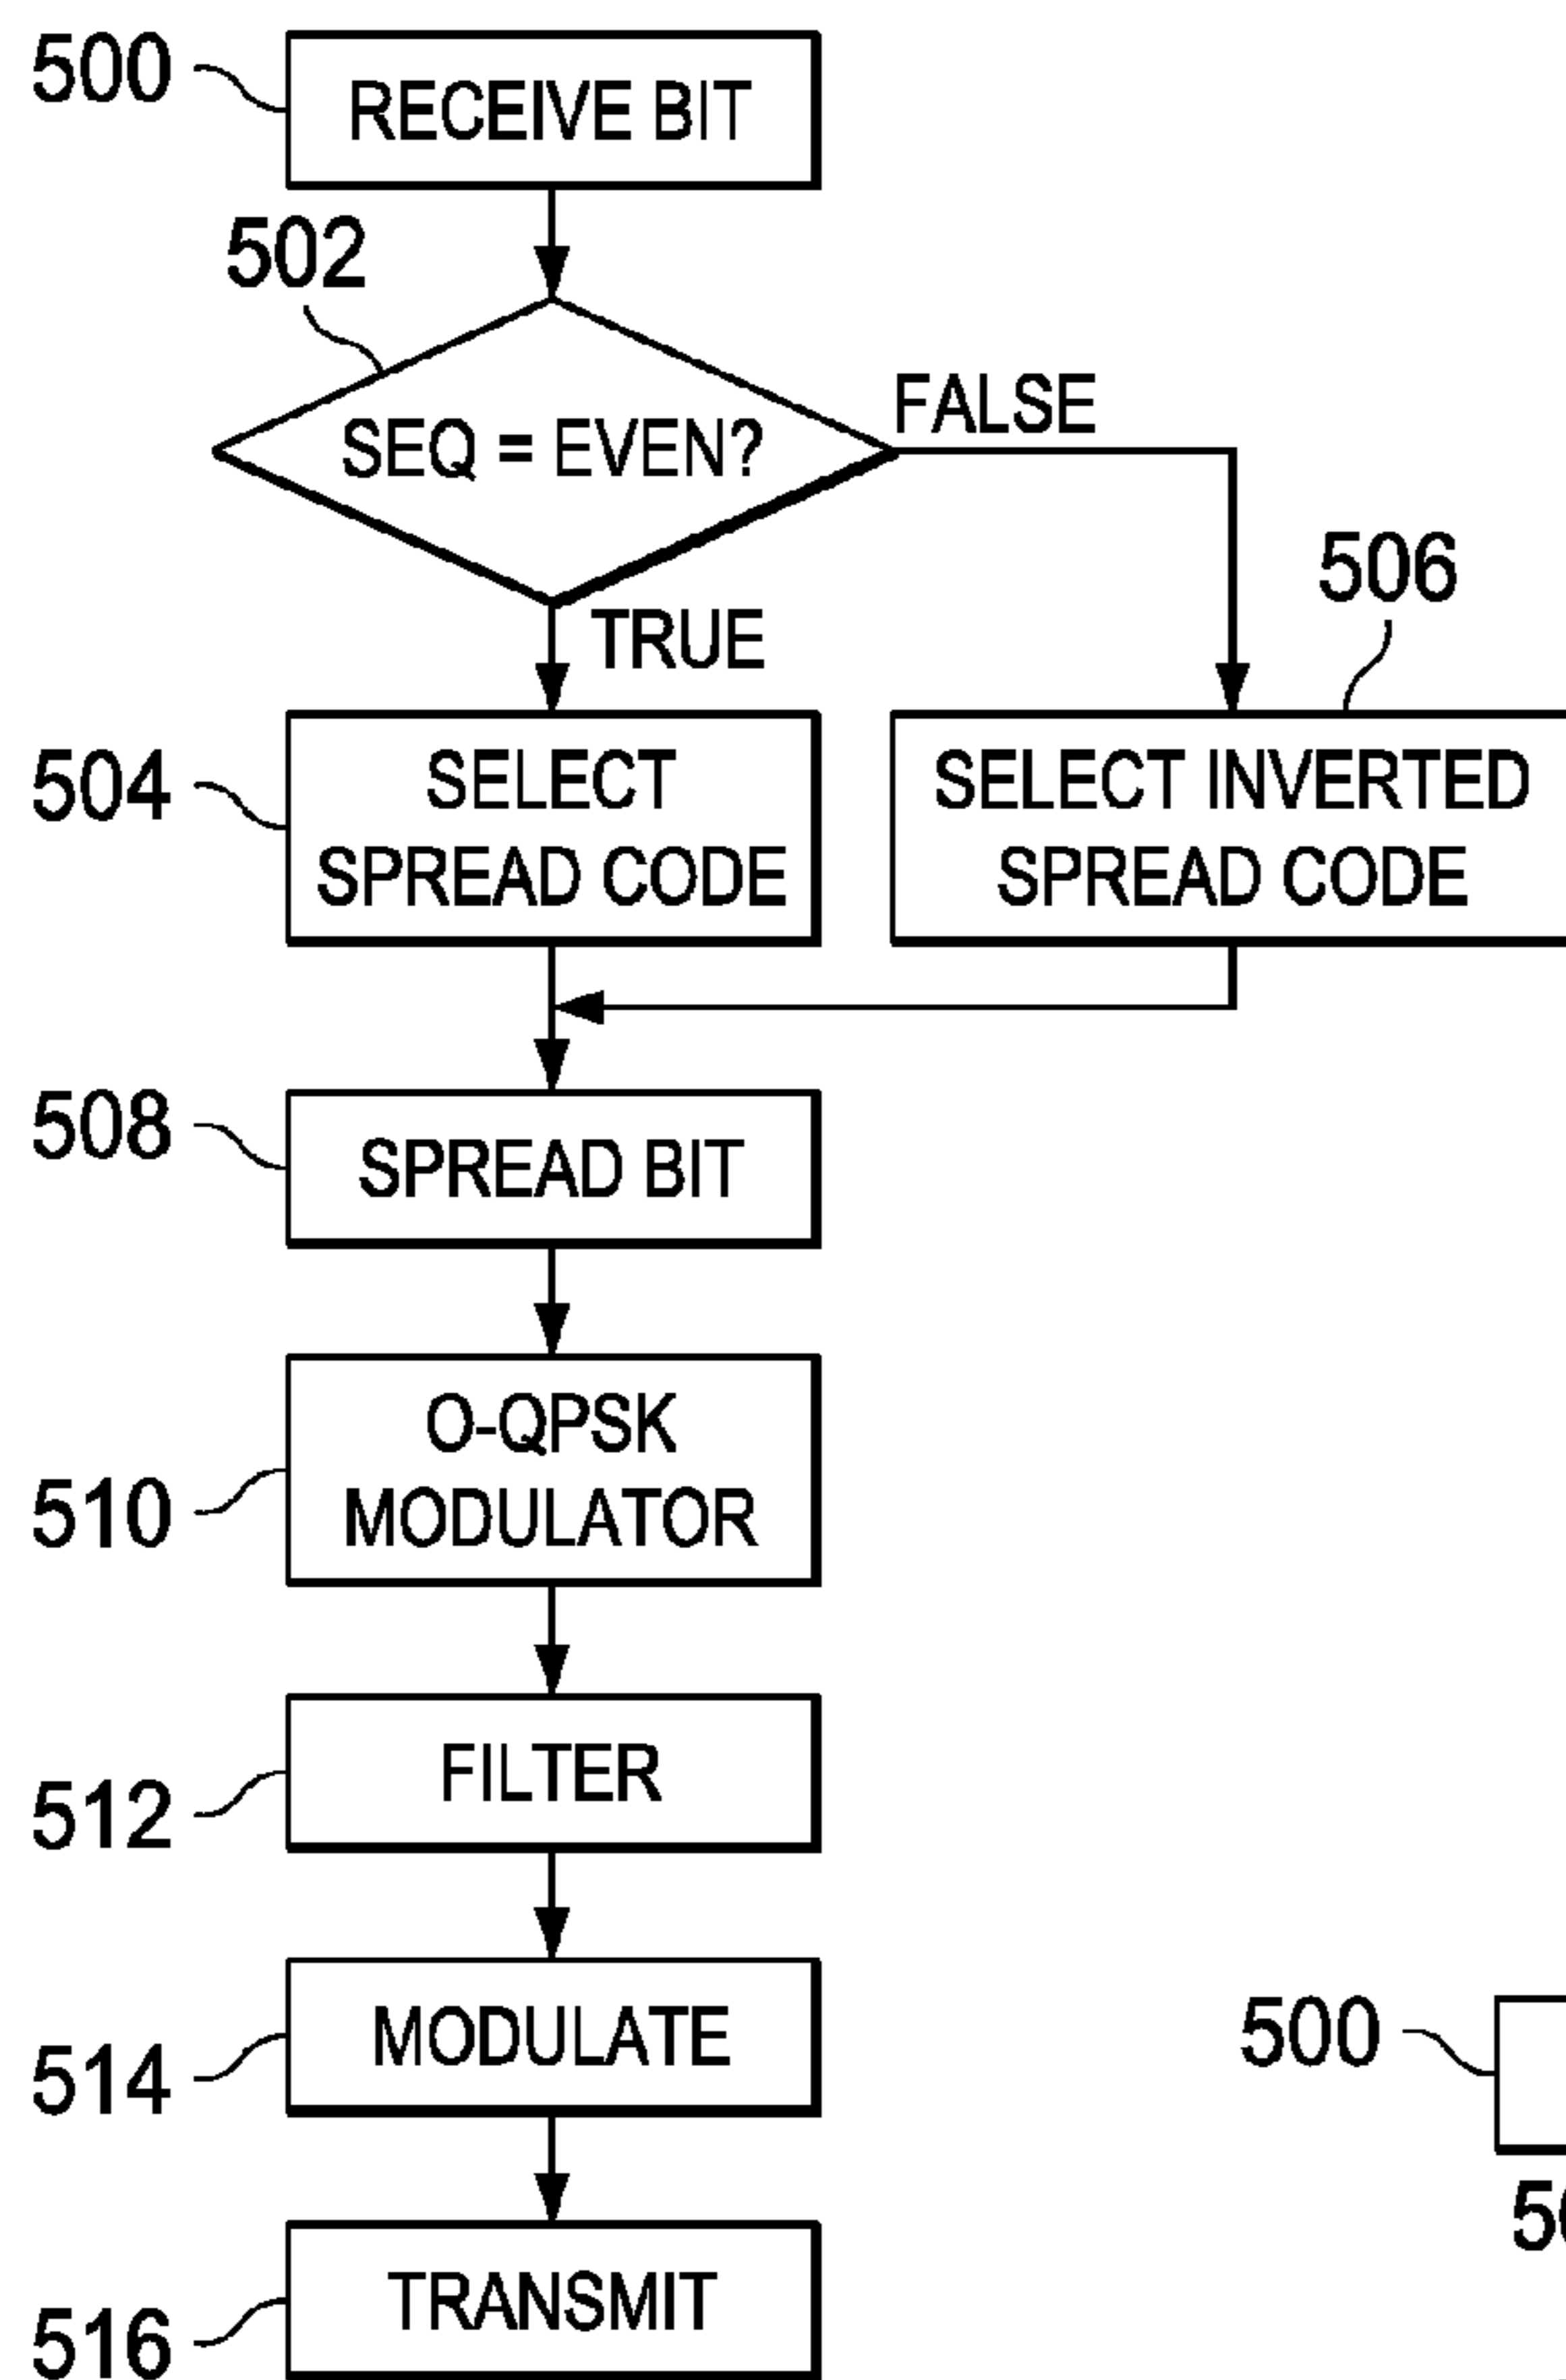 500
RECEIVE BIT
502
SEQ = EVEN?
FALSE
TRUE
506
504
SELECT
SPREAD CODE
SELECT INVERTED
SPREAD CODE
508
SPREAD BIT
510
O-QPSK
MODULATOR
512
FILTER
514
MODULATE
500
516
TRANSMIT